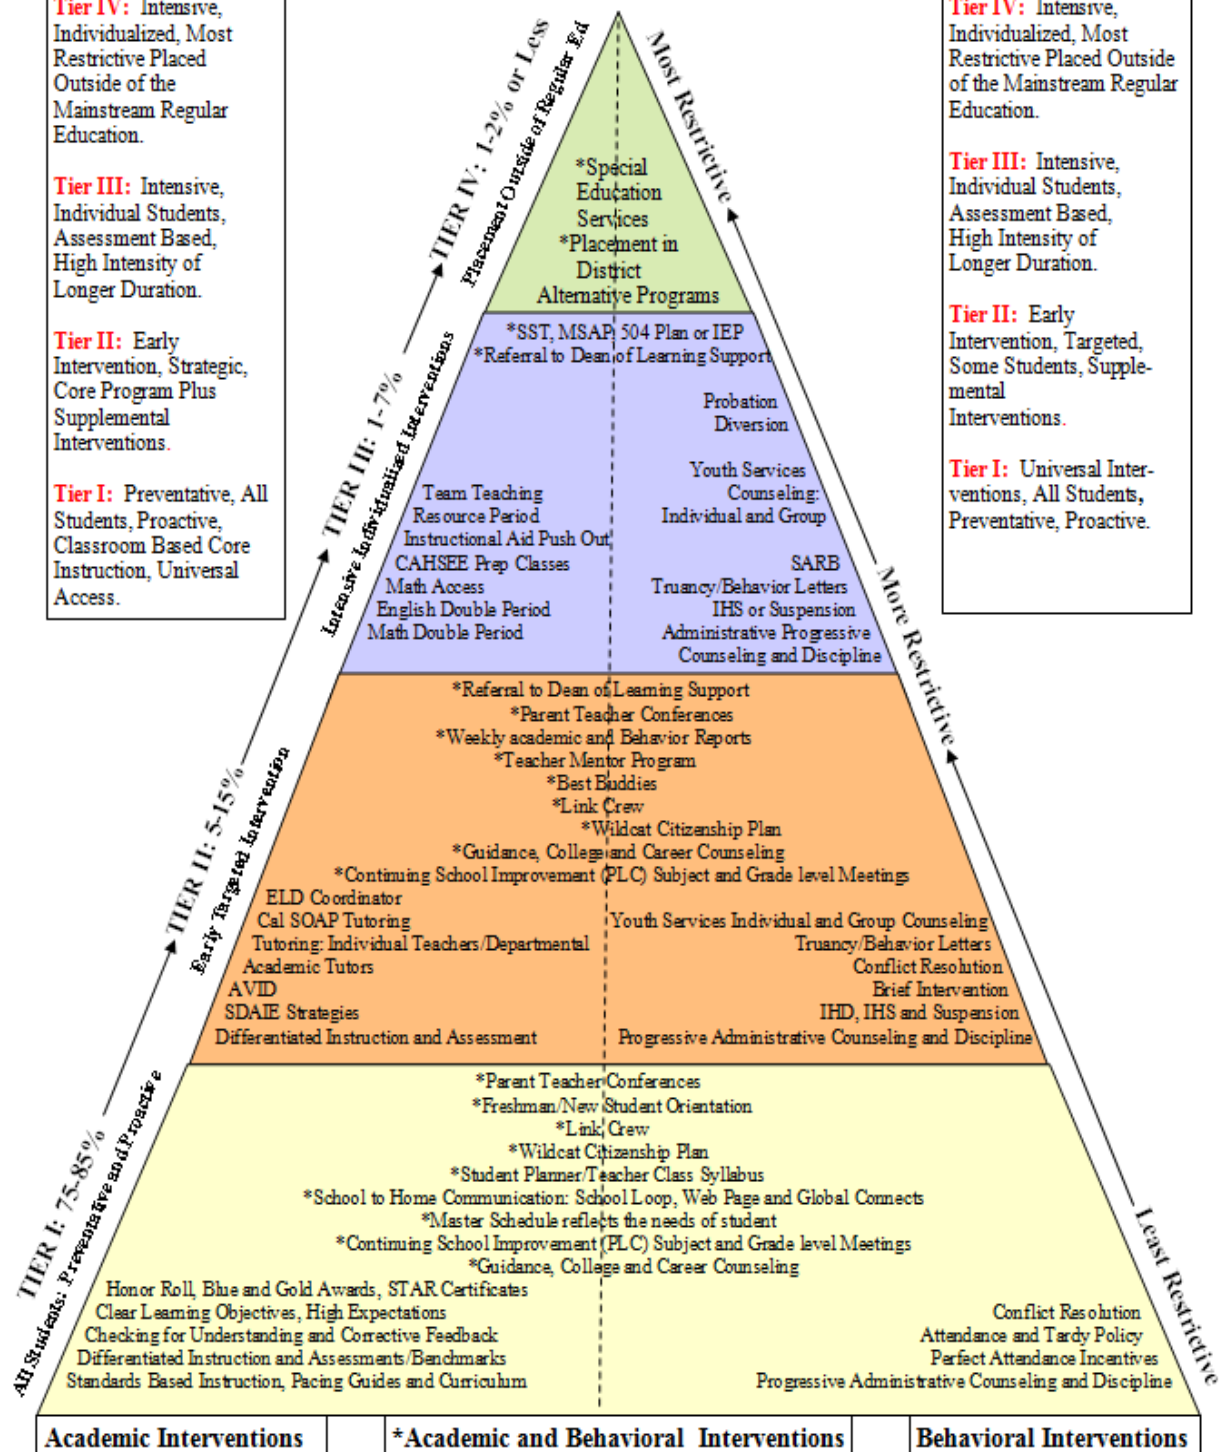 Tier IV: Intensive,
Individualized, Most
Restrictive Placed
Outside of the
Mainstream Regular
Education.
Tier III: Intensive,
Individual Students,
Assessment Based,
High Intensity of
Longer Duration.
Tier II: Early
Intervention, Strategic,
Core Program Plus
Supplemental
Interventions.
Tier I: Preventative, All
Students, Proactive,
Classroom Based Core
Instruction, Universal
Access.
Tier IV: Intensive,
Individualized, Most
Restrictive Placed Outside
of the Mainstream Regular
Education.
Tier III: Intensive,
Individual Students,
Assessment Based,
High Intensity of
Longer Duration.
Tier II: Early
Intervention, Targeted,
Some Students, Supple-
mental
Interventions.
Tier I: Universal Inter-
ventions, All Students,
Preventative, Proactive.
TIER IV: 1-2% or Less
Placement Outside of Regular Ed
TIER III: 1-7%
Intensive Individualized Interventions
TIER II: 5-15%
Early Targeted Intervention
TIER I: 75-85%
All Students: Preventative and Proactive
Most Restrictive
More Restrictive
Least Restrictive
*Special
Education
Services
*Placement in
District
Alternative Programs
*SST, MSAP, 504 Plan or IEP
*Referral to Dean of Learning Support
Probation
Diversion
Youth Services
Counseling:
Individual and Group
SARB
Truancy/Behavior Letters
IHS or Suspension
Administrative Progressive
Counseling and Discipline
Team Teaching
Resource Period
Instructional Aid Push Out
CAHSEE Prep Classes
Math Access
English Double Period
Math Double Period
*Referral to Dean of Learning Support
*Parent Teacher Conferences
*Weekly academic and Behavior Reports
*Teacher Mentor Program
*Best Buddies
*Link Crew
*Wildcat Citizenship Plan
*Guidance, College and Career Counseling
*Continuing School Improvement (PLC) Subject and Grade level Meetings
ELD Coordinator
Cal SOAP Tutoring
Tutoring: Individual Teachers/Departmental
Academic Tutors
AVID
SDAIE Strategies
Differentiated Instruction and Assessment
Youth Services Individual and Group Counseling
Truancy/Behavior Letters
Conflict Resolution
Brief Intervention
IHD, IHS and Suspension
Progressive Administrative Counseling and Discipline
*Parent Teacher Conferences
*Freshman/New Student Orientation
*Link Crew
*Wildcat Citizenship Plan
*Student Planner/Teacher Class Syllabus
*School to Home Communication: School Loop, Web Page and Global Connects
*Master Schedule reflects the needs of student
*Continuing School Improvement (PLC) Subject and Grade level Meetings
*Guidance, College and Career Counseling
Honor Roll, Blue and Gold Awards, STAR Certificates
Clear Learning Objectives, High Expectations
Checking for Understanding and Corrective Feedback
Differentiated Instruction and Assessments/Benchmarks
Standards Based Instruction, Pacing Guides and Curriculum
Conflict Resolution
Attendance and Tardy Policy
Perfect Attendance Incentives
Progressive Administrative Counseling and Discipline
Academic Interventions
*Academic and Behavioral Interventions
Behavioral Interventions